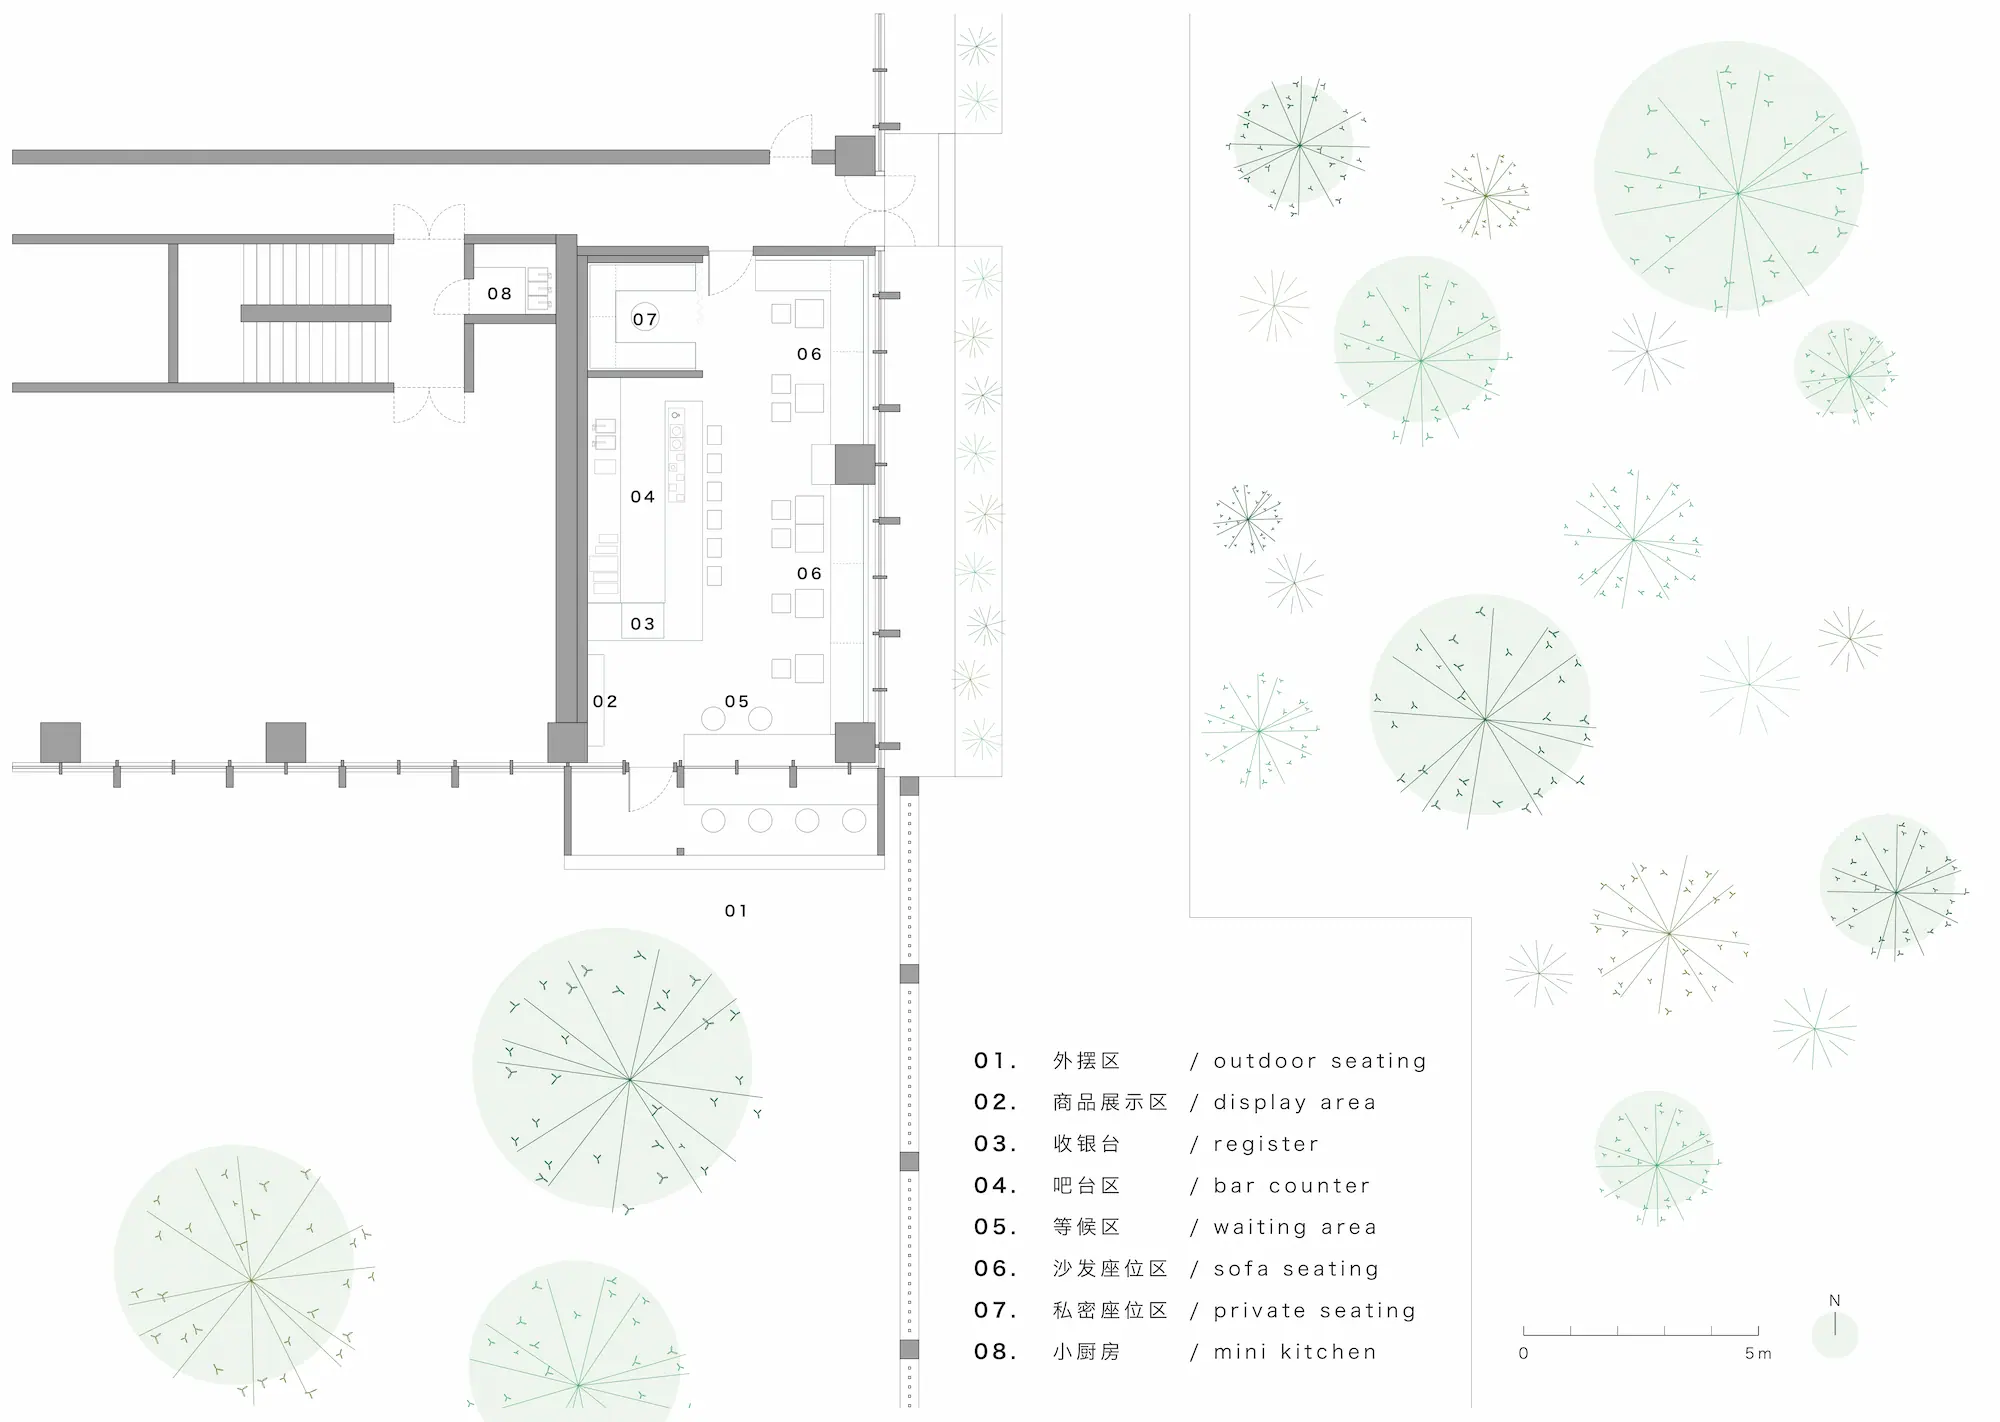 08
07
06
04
06
03
02
05
01
01. 外摆区 / outdoor seating
02. 商品展示区 / display area
03. 收银台 / register
04. 吧台区 / bar counter
05. 等候区 / waiting area
06. 沙发座位区 / sofa seating
07. 私密座位区 / private seating
08. 小厨房 / mini kitchen
N
0 5m